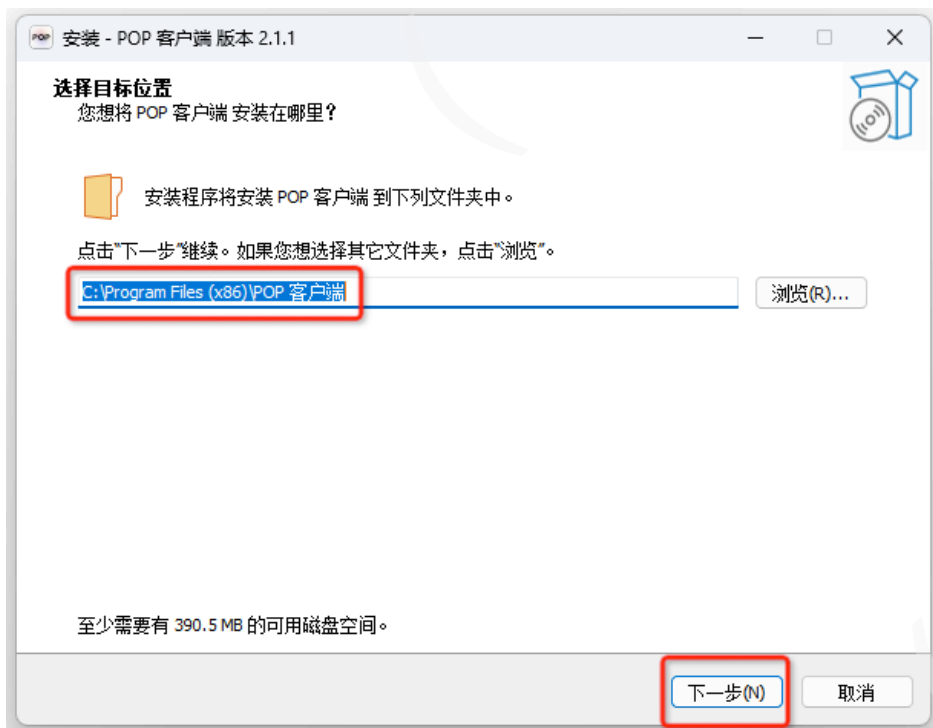 POP 安装 - POP 客户端 版本 2.1.1
选择目标位置
您想将 POP 客户端 安装在哪里?
安装程序将安装 POP 客户端 到下列文件夹中。
点击"下一步"继续。如果您想选择其它文件夹，点击"浏览"。
C:\Program Files (x86)\POP 客户端
浏览(R)...
至少需要有 390.5 MB 的可用磁盘空间。
下一步(N)
取消